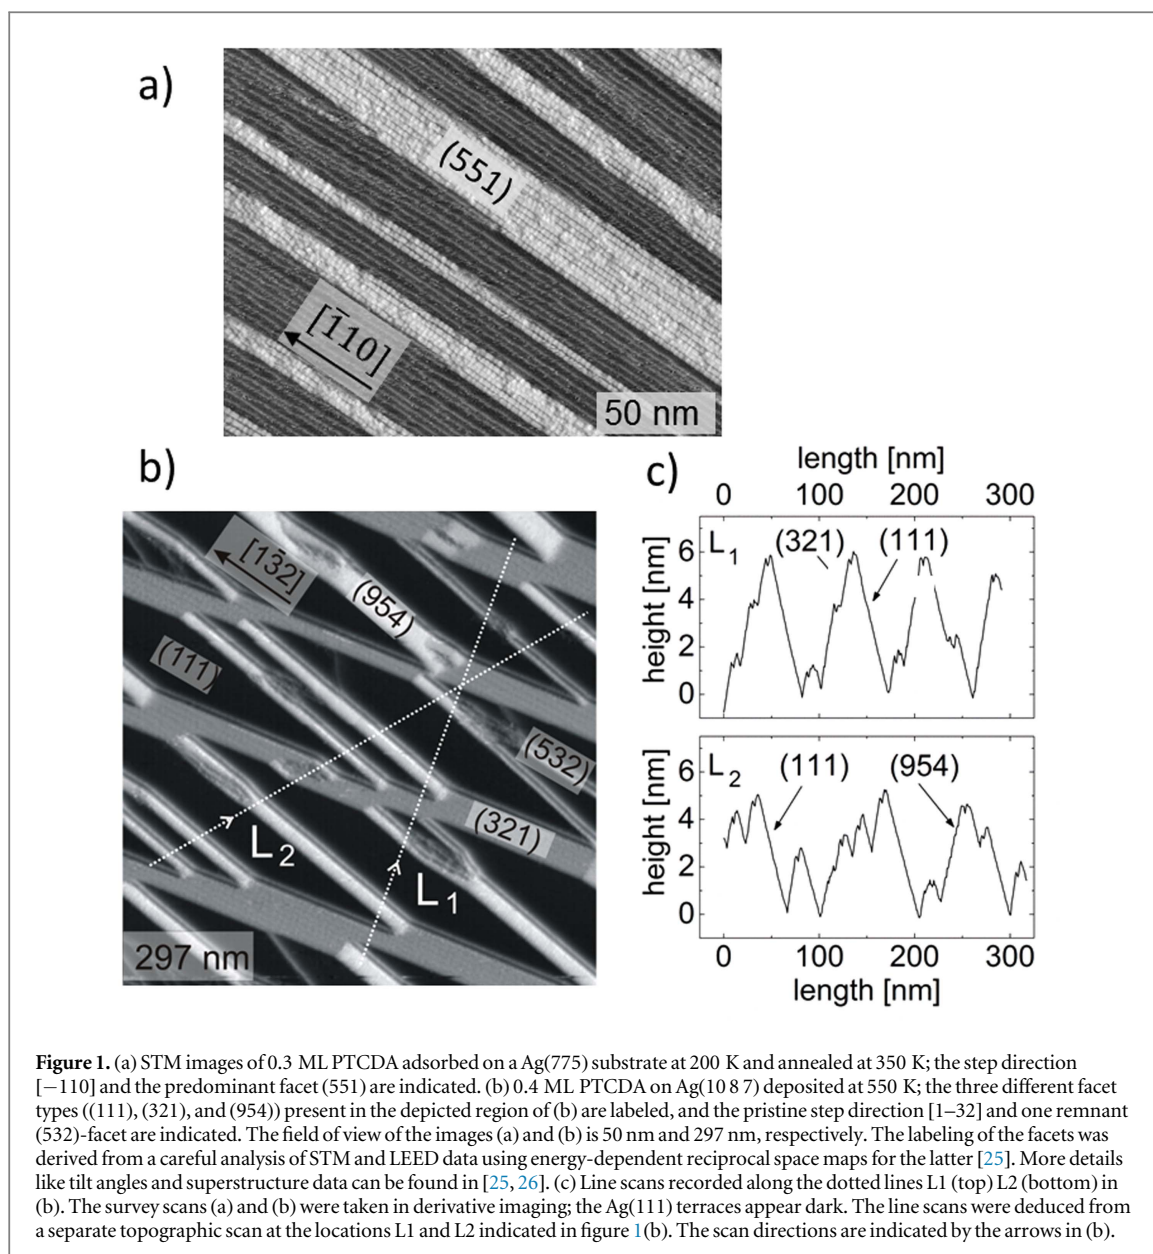 a)
(551)
[1̅10]
50 nm
b)
[13̅2]
(954)
(111)
(532)
(321)
L2
L1
297 nm
c)
length [nm]
0 100 200 300
L1 (321) (111)
height [nm]
6
4
2
0
L2 (111) (954)
height [nm]
6
4
2
0
0 100 200 300
length [nm]
Figure 1. (a) STM images of 0.3 ML PTCDA adsorbed on a Ag(775) substrate at 200 K and annealed at 350 K; the step direction
[−110] and the predominant facet (551) are indicated. (b) 0.4 ML PTCDA on Ag(10 8 7) deposited at 550 K; the three different facet
types ((111), (321), and (954)) present in the depicted region of (b) are labeled, and the pristine step direction [1–32] and one remnant
(532)-facet are indicated. The field of view of the images (a) and (b) is 50 nm and 297 nm, respectively. The labeling of the facets was
derived from a careful analysis of STM and LEED data using energy-dependent reciprocal space maps for the latter [25]. More details
like tilt angles and superstructure data can be found in [25, 26]. (c) Line scans recorded along the dotted lines L1 (top) L2 (bottom) in
(b). The survey scans (a) and (b) were taken in derivative imaging; the Ag(111) terraces appear dark. The line scans were deduced from
a separate topographic scan at the locations L1 and L2 indicated in figure 1(b). The scan directions are indicated by the arrows in (b).